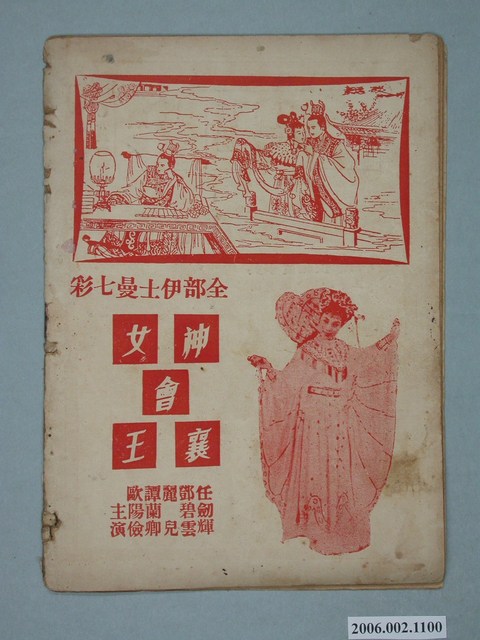 全部伊士曼七彩
神女
會
襄王
任劍輝
鄧碧雲
麗兒
譚蘭卿
歐陽儉
主演
2006.002.1100